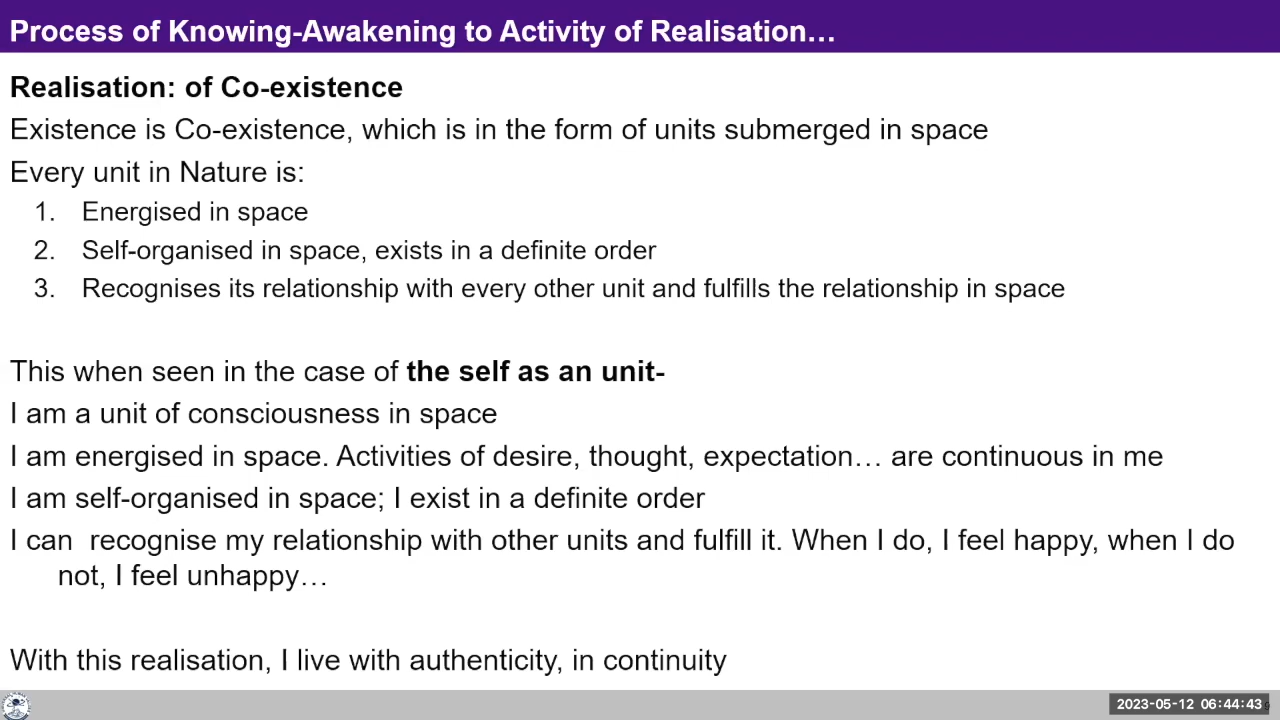 Process of Knowing-Awakening to Activity of Realisation…
Realisation: of Co-existence
Existence is Co-existence, which is in the form of units submerged in space
Every unit in Nature is:
1. Energised in space
2. Self-organised in space, exists in a definite order
3. Recognises its relationship with every other unit and fulfills the relationship in space
This when seen in the case of the self as an unit-
I am a unit of consciousness in space
I am energised in space. Activities of desire, thought, expectation… are continuous in me
I am self-organised in space; I exist in a definite order
I can  recognise my relationship with other units and fulfill it. When I do, I feel happy, when I do
not, I feel unhappy…
With this realisation, I live with authenticity, in continuity
2023-05-12 06:44:43